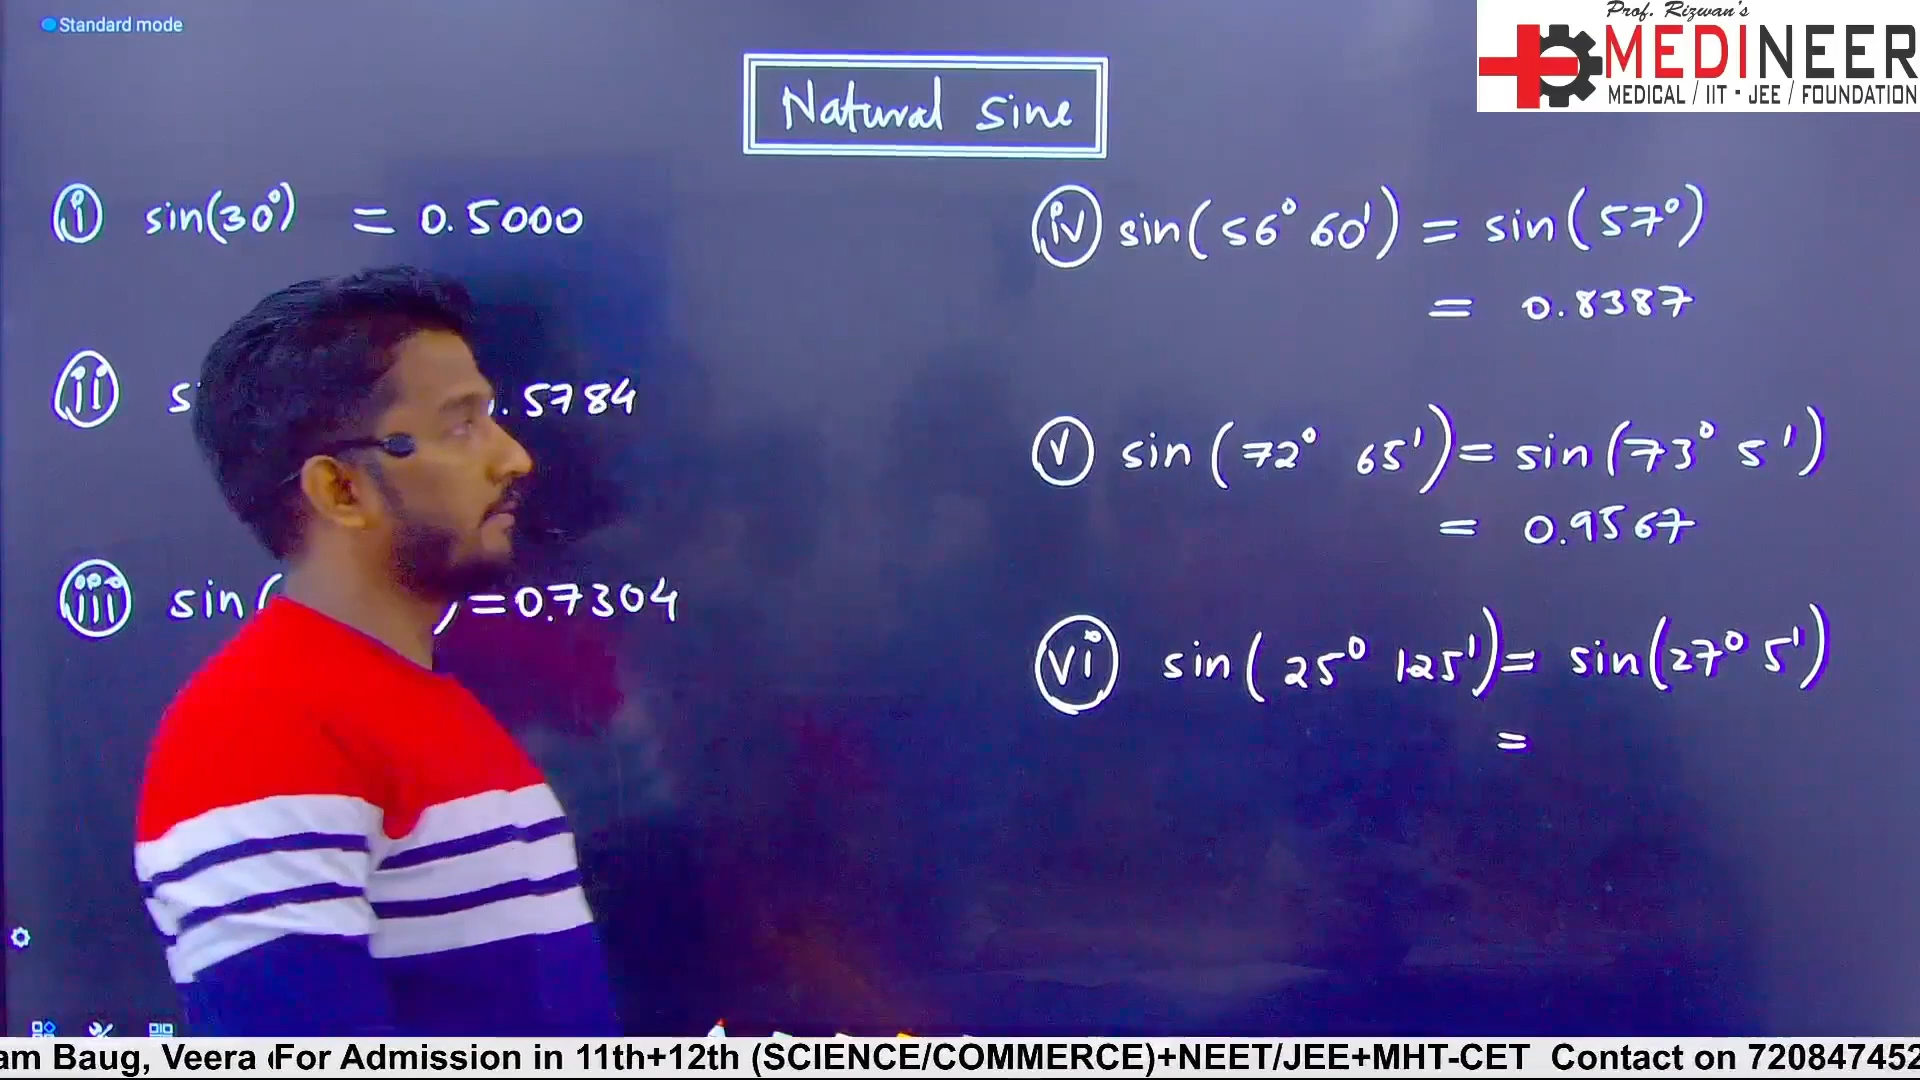 Standard mode
Prof. Rizwan's
MEDINEER
MEDICAL / IIT - JEE / FOUNDATION
Natural sine
i sin(30°) = 0.5000
ii .5784
iii sin( ) = 0.7304
iv sin(56° 60') = sin(57°)
= 0.8387
v sin(72° 65') = sin(73° 5')
= 0.9567
vi sin(25° 125') = sin(27° 5')
=
am Baug, Veera For Admission in 11th+12th (SCIENCE/COMMERCE)+NEET/JEE+MHT-CET Contact on 720847452